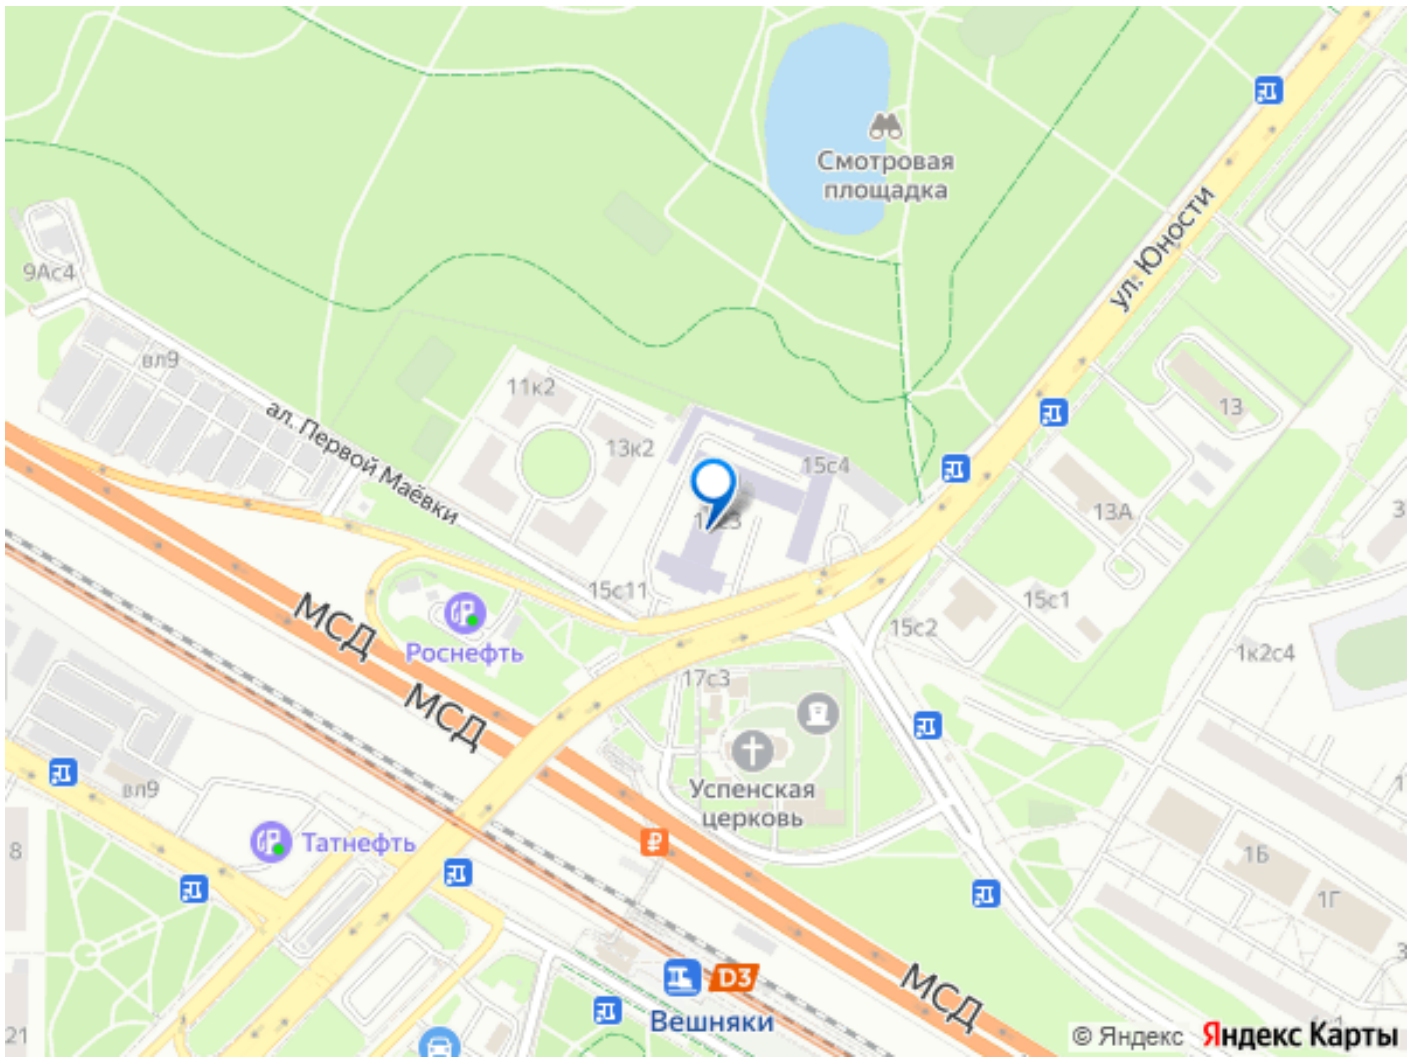 Смотровая
площадка
ул. Юности
9Ас4
вл9
11к2
ал. Первой Маёвки
13к2
15с4
13
13А
15с11
15с1
15с2
МСД
Роснефть
1к2с4
17с3
МСД
Успенская
церковь
вл9
Татнефть
8
1Б
1Г
D3
МСД
Вешняки
21
© Яндекс Яндекс Карты